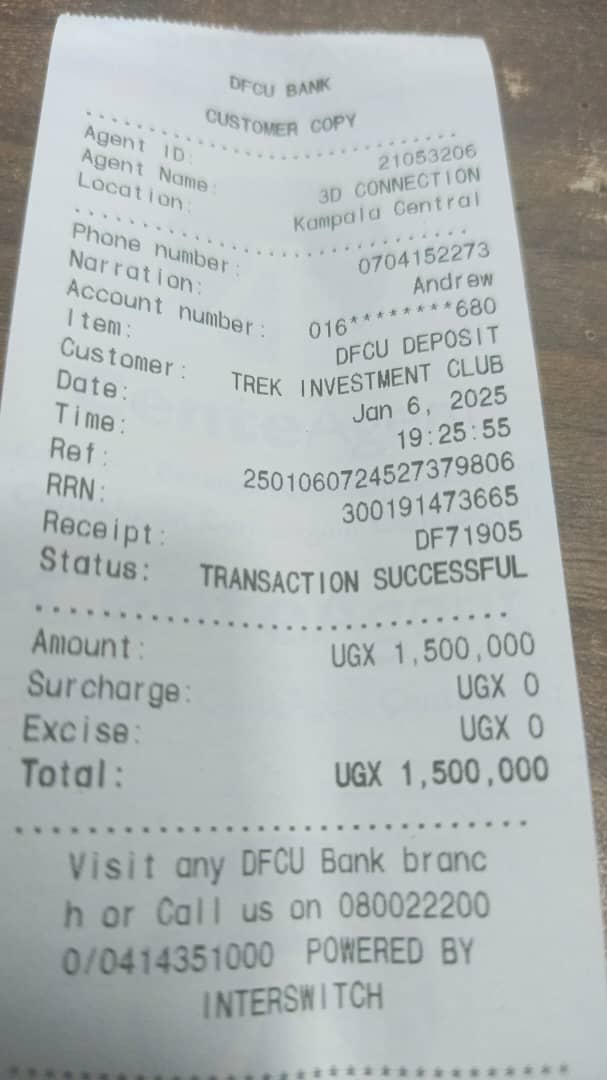 DFCU BANK
CUSTOMER COPY
Agent ID: 21053206
Agent Name: 3D CONNECTION
Location: Kampala Central
Phone number: 0704152273
Narration: Andrew
Account number: 016********680
Item: DFCU DEPOSIT
Customer: TREK INVESTMENT CLUB
Date: Jan 6, 2025
Time: 19:25:55
Ref: 2501060724527379806
RRN: 300191473665
Receipt: DF71905
Status: TRANSACTION SUCCESSFUL
Amount: UGX 1,500,000
Surcharge: UGX 0
Excise: UGX 0
Total: UGX 1,500,000
Visit any DFCU Bank branc
h or Call us on 080022200
0/0414351000 POWERED BY
INTERSWITCH